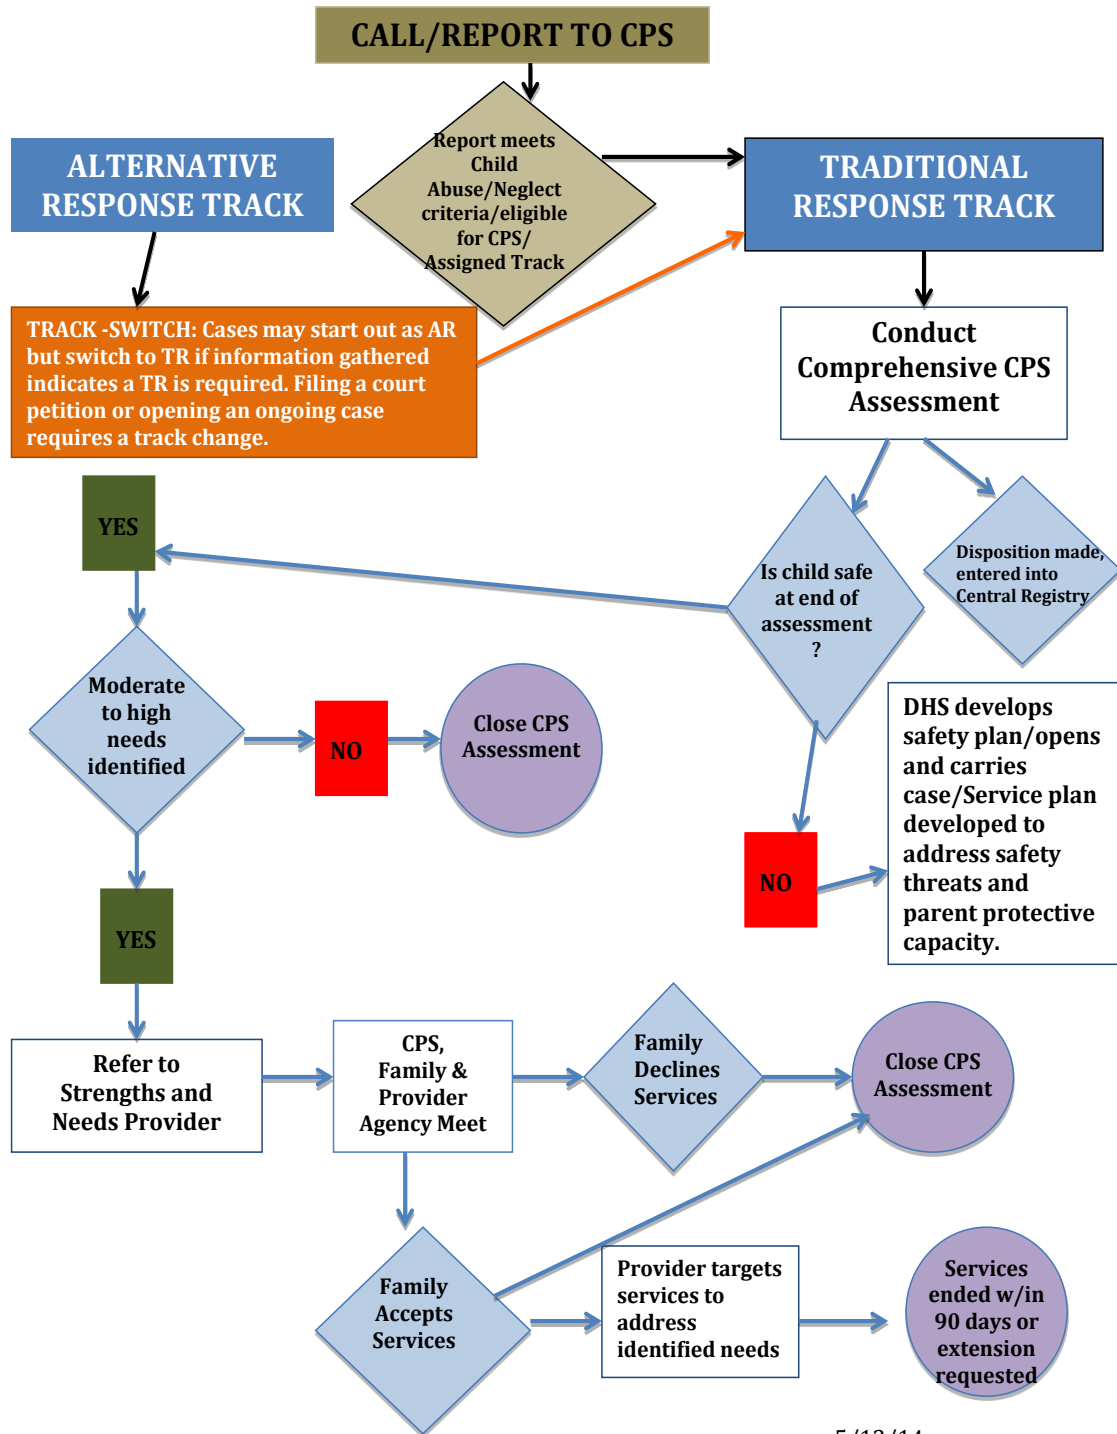 CALL/REPORT TO CPS
Report meets
Child
Abuse/Neglect
criteria/eligible
for CPS/
Assigned Track
ALTERNATIVE
RESPONSE TRACK
TRADITIONAL
RESPONSE TRACK
TRACK -SWITCH: Cases may start out as AR
but switch to TR if information gathered
indicates a TR is required. Filing a court
petition or opening an ongoing case
requires a track change.
Conduct
Comprehensive CPS
Assessment
YES
Is child safe
at end of
assessment
?
Disposition made,
entered into
Central Registry
Moderate
to high
needs
identified
NO
Close CPS
Assessment
DHS develops
safety plan/opens
and carries
case/Service plan
developed to
address safety
threats and
parent protective
capacity.
NO
YES
Refer to
Strengths and
Needs Provider
CPS,
Family &
Provider
Agency Meet
Family
Declines
Services
Close CPS
Assessment
Family
Accepts
Services
Provider targets
services to
address
identified needs
Services
ended w/in
90 days or
extension
requested